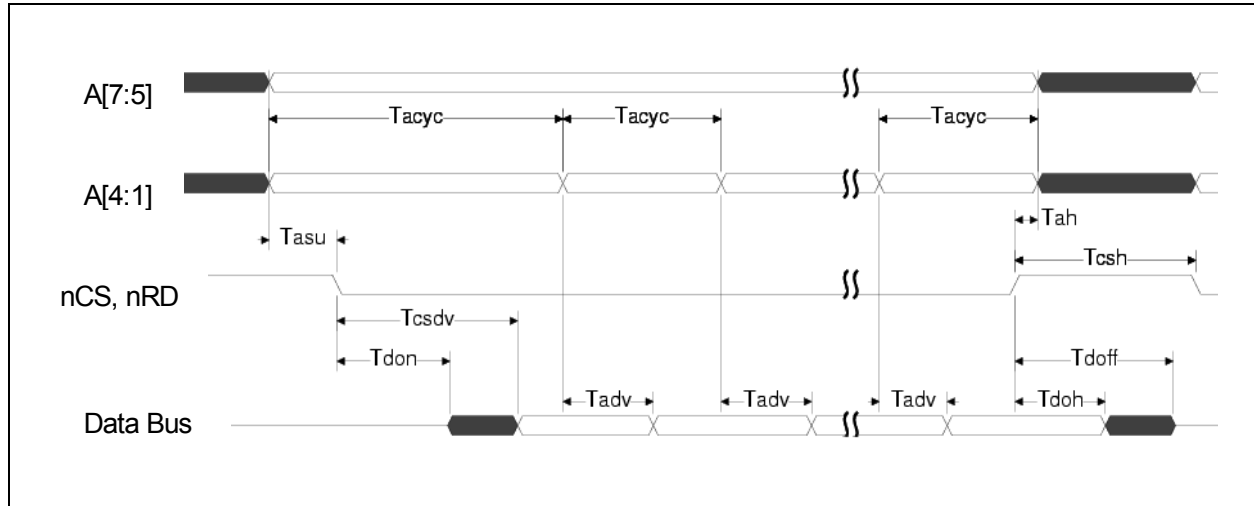 A[7:5]
Tacyc Tacyc Tacyc
A[4:1]
Tah
Tasu
Tcsh
nCS, nRD
Tcsdv
Tdon Tdoff
Tadv Tadv Tadv Tdoh
Data Bus